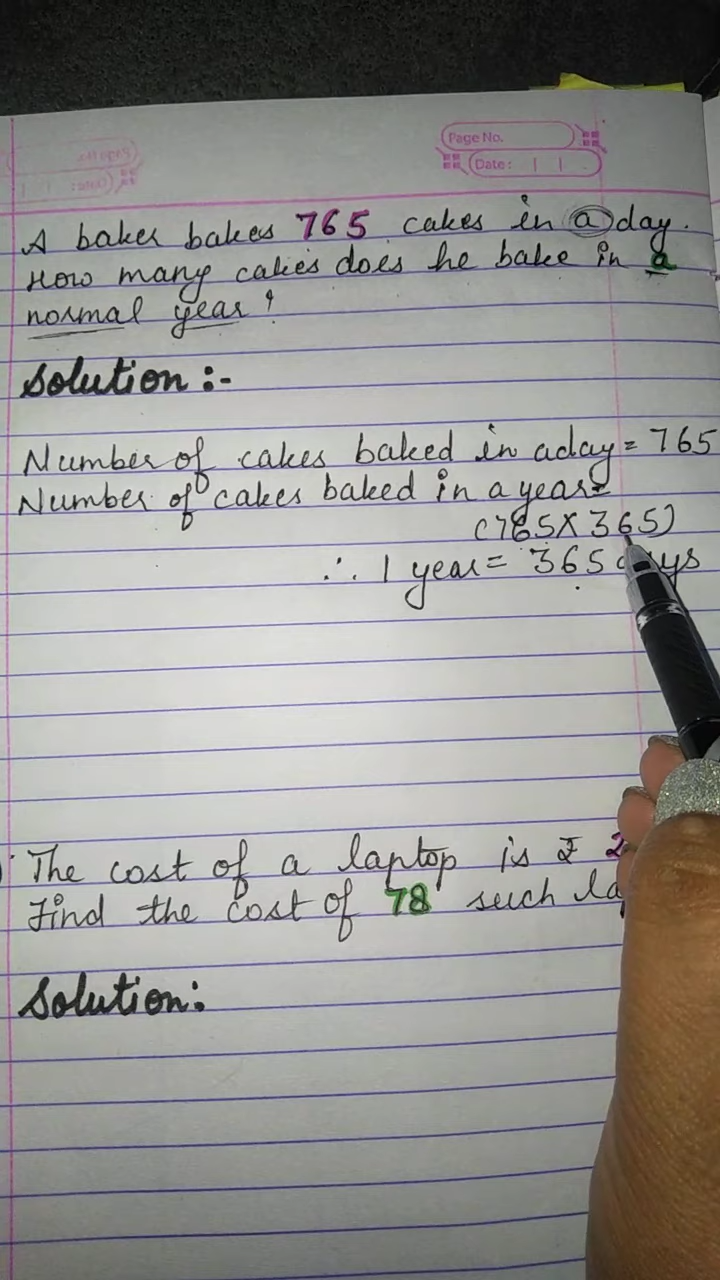 Page No.
Date:
A baker bakes 765 cakes in a day.
How many cakes does he bake in a
normal year?
Solution :-
Number of cakes baked in a day = 765
Number of cakes baked in a year =
(765 X 365)
∴ 1 year = 365 days
The cost of a laptop is ₹ 2
Find the cost of 78 such
Solution: